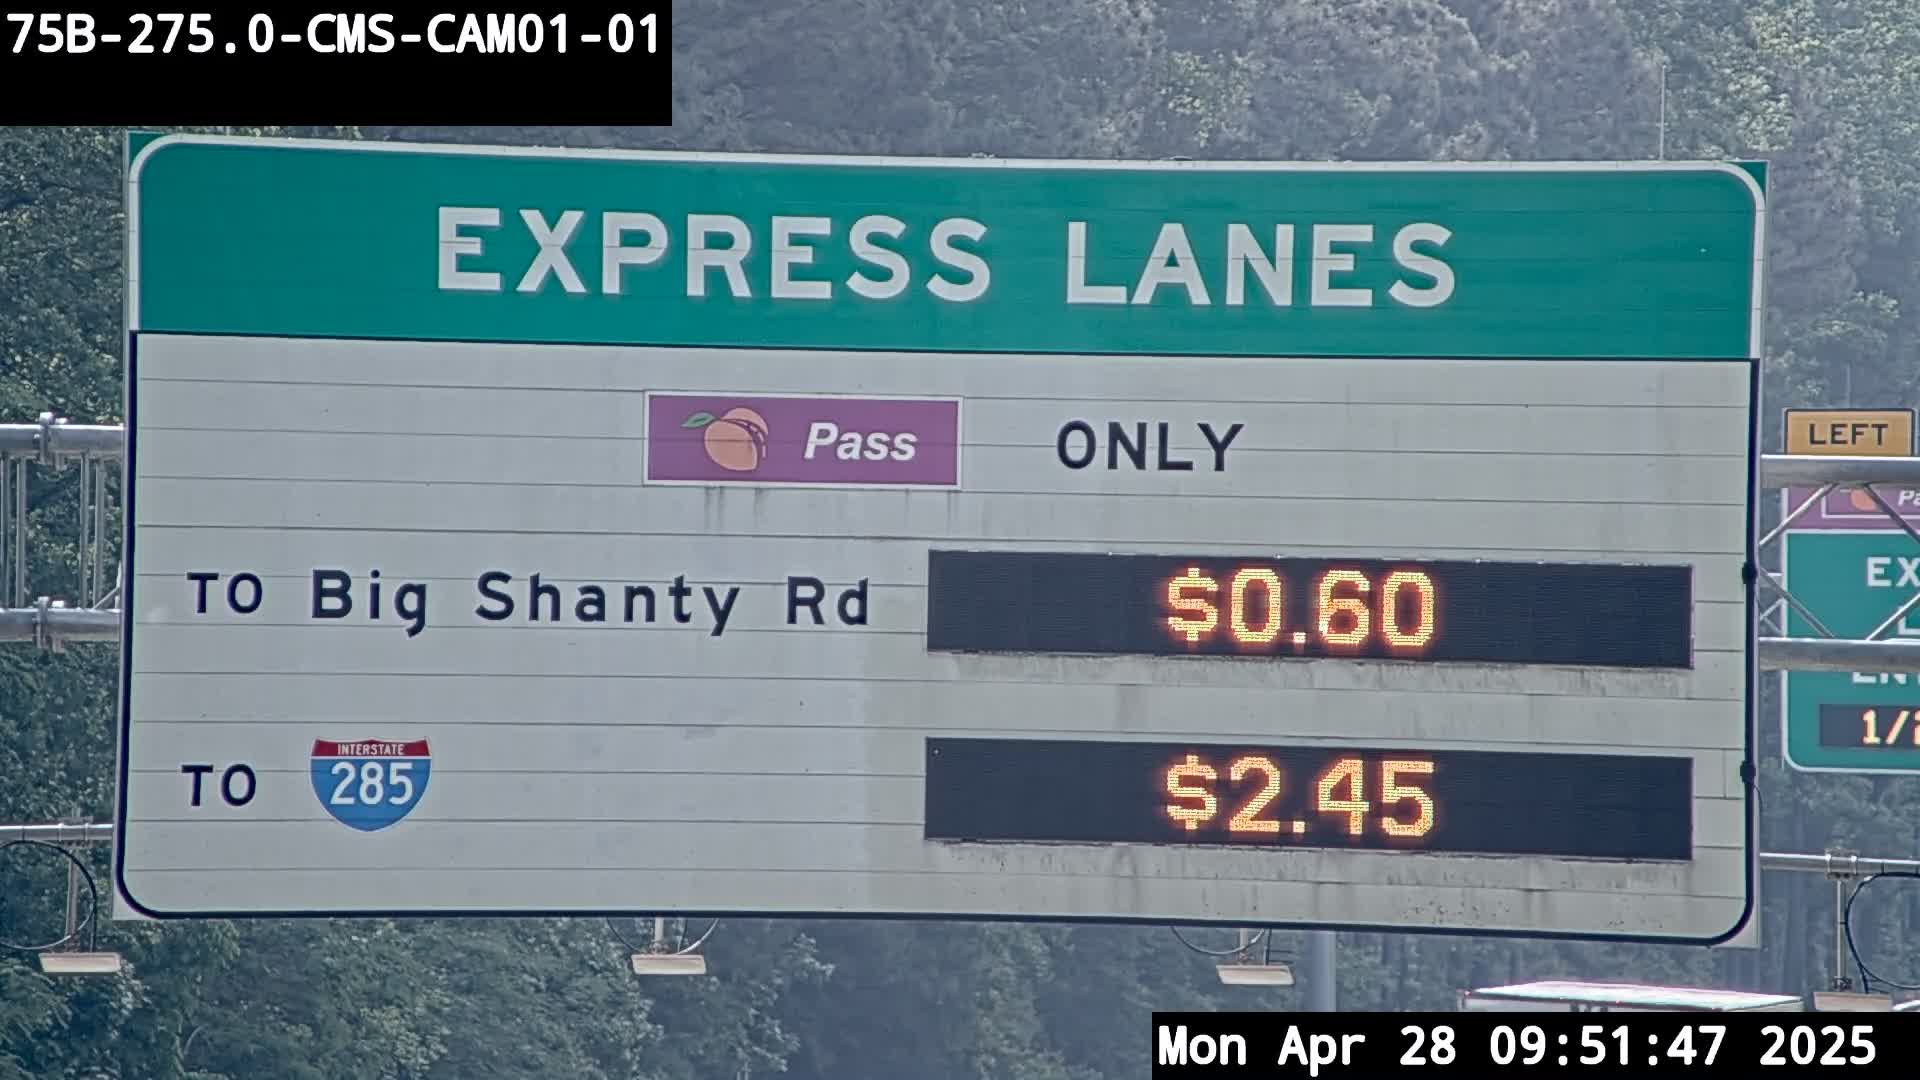 75B-275.0-CMS-CAM01-01
EXPRESS LANES
Pass ONLY
TO Big Shanty Rd $0.60
TO INTERSTATE 285 $2.45
LEFT
Mon Apr 28 09:51:47 2025